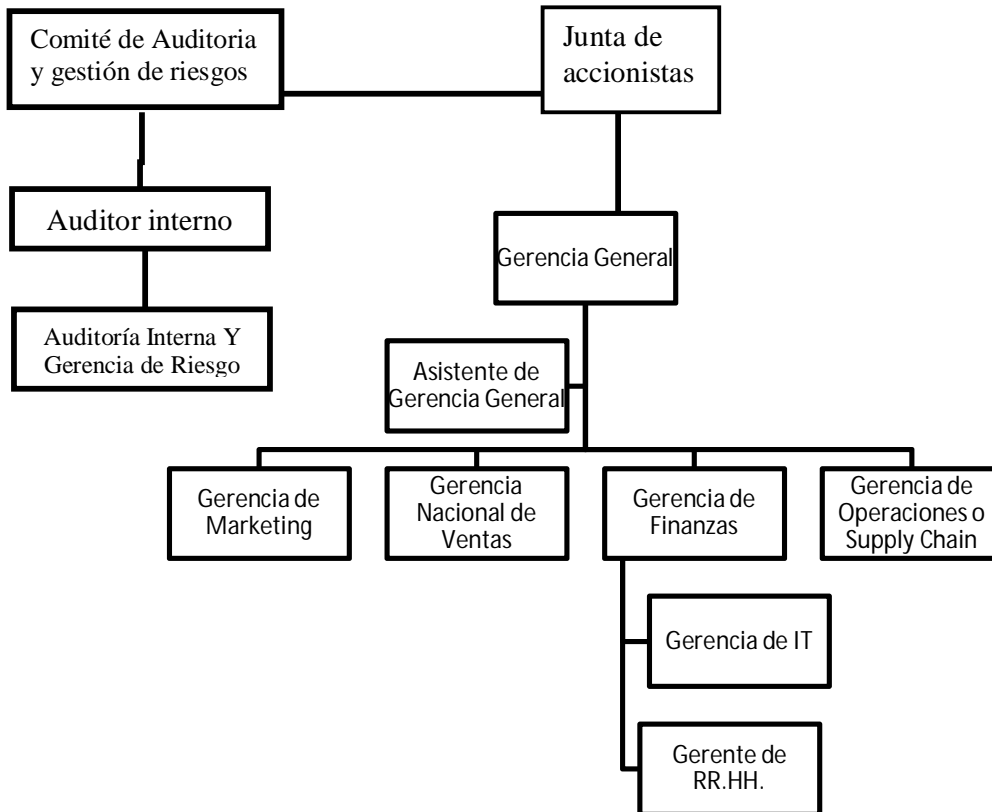 Comité de Auditoria
y gestión de riesgos
Junta de
accionistas
Auditor interno
Gerencia General
Auditoría Interna Y
Gerencia de Riesgo
Asistente de
Gerencia General
Gerencia de
Marketing
Gerencia
Nacional de
Ventas
Gerencia de
Finanzas
Gerencia de
Operaciones o
Supply Chain
Gerencia de IT
Gerente de
RR.HH.